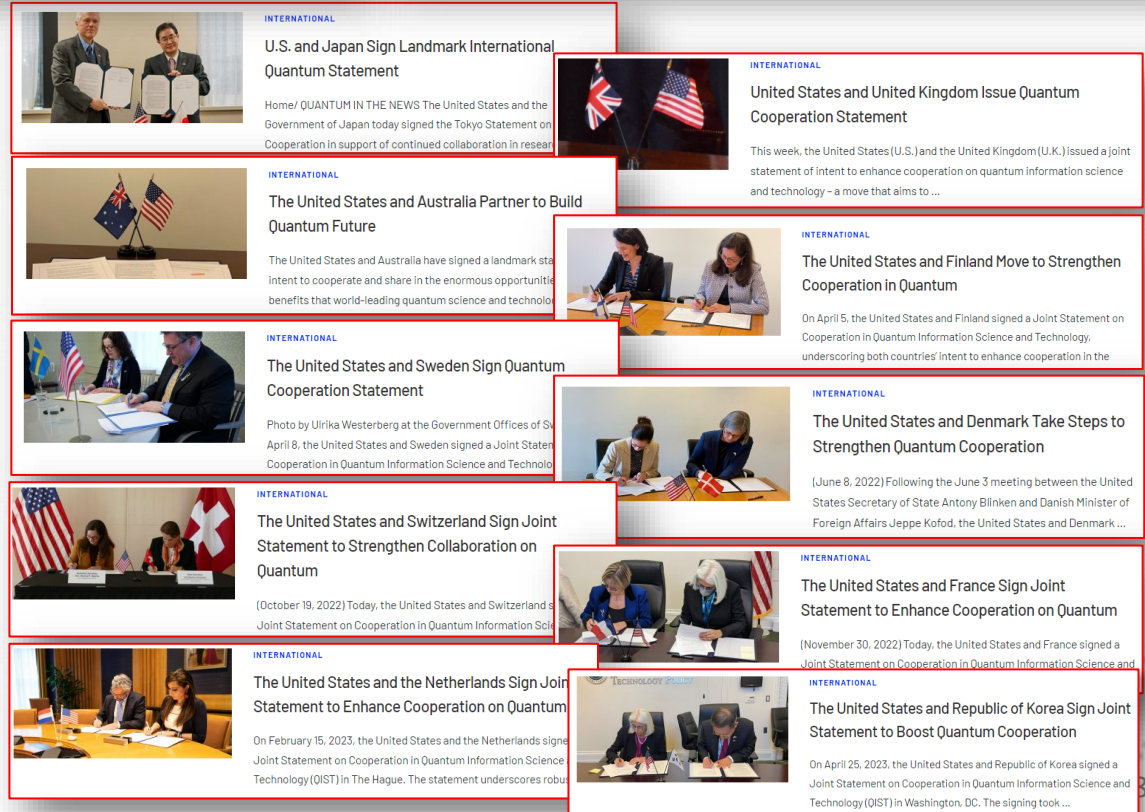 INTERNATIONAL
U.S. and Japan Sign Landmark International
Quantum Statement
Home/ QUANTUM IN THE NEWS The United States and the
Government of Japan today signed the Tokyo Statement on
Cooperation in support of continued collaboration in
INTERNATIONAL
United States and United Kingdom Issue Quantum
Cooperation Statement
This week, the United States (U.S.) and the United Kingdom (U.K.) issued a joint
statement of intent to enhance cooperation on quantum information science
and technology – a move that aims to ...
INTERNATIONAL
The United States and Australia Partner to Build
Quantum Future
The United States and Australia have signed a landmark
intent to cooperate and share in the enormous
benefits that world-leading quantum science and
INTERNATIONAL
The United States and Finland Move to Strengthen
Cooperation in Quantum
On April 5, the United States and Finland signed a Joint Statement on
Cooperation in Quantum Information Science and Technology,
underscoring both countries' intent to enhance cooperation in the
INTERNATIONAL
The United States and Sweden Sign Quantum
Cooperation Statement
Photo by Ulrika Westerberg at the Government Offices of
April 8, the United States and Sweden signed a Joint
Cooperation in Quantum Information Science and
INTERNATIONAL
The United States and Denmark Take Steps to
Strengthen Quantum Cooperation
(June 8, 2022) Following the June 3 meeting between the United
States Secretary of State Antony Blinken and Danish Minister of
Foreign Affairs Jeppe Kofod, the United States and Denmark ...
INTERNATIONAL
The United States and Switzerland Sign Joint
Statement to Strengthen Collaboration on
Quantum
(October 19, 2022) Today, the United States and Switzerland
Joint Statement on Cooperation in Quantum Information
INTERNATIONAL
The United States and France Sign Joint
Statement to Enhance Cooperation on Quantum
(November 30, 2022) Today, the United States and France signed a
Joint Statement on Cooperation in Quantum Information Science and
INTERNATIONAL
The United States and the Netherlands Sign Join
Statement to Enhance Cooperation on Quantum
On February 15, 2023, the United States and the Netherlands signe
Joint Statement on Cooperation in Quantum Information Science
Technology (QIST) in The Hague. The statement underscores
TECHNOLOGY POLICY
INTERNATIONAL
The United States and Republic of Korea Sign Joint
Statement to Boost Quantum Cooperation
On April 25, 2023, the United States and Republic of Korea signed a
Joint Statement on Cooperation in Quantum Information Science and
Technology (QIST) in Washington, DC. The signing took ...